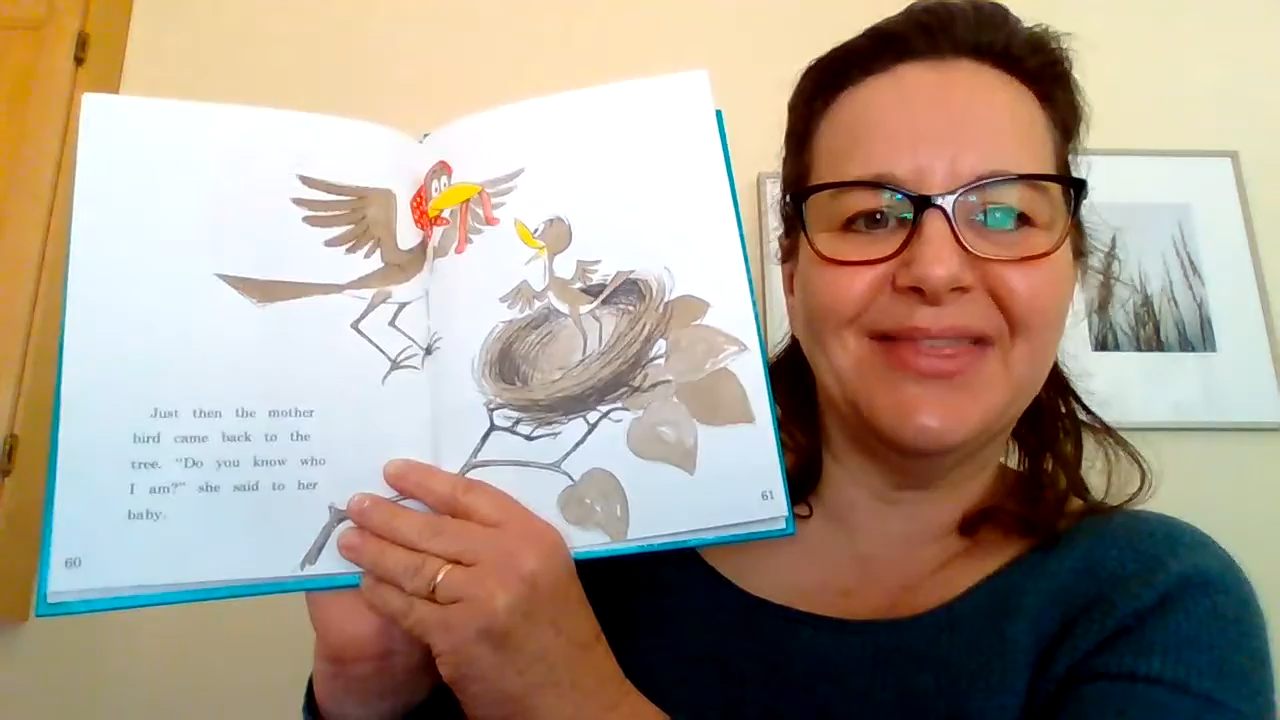 Just then the mother
bird came back to the
tree. "Do you know who
I am?" she said to her
baby.
60
61